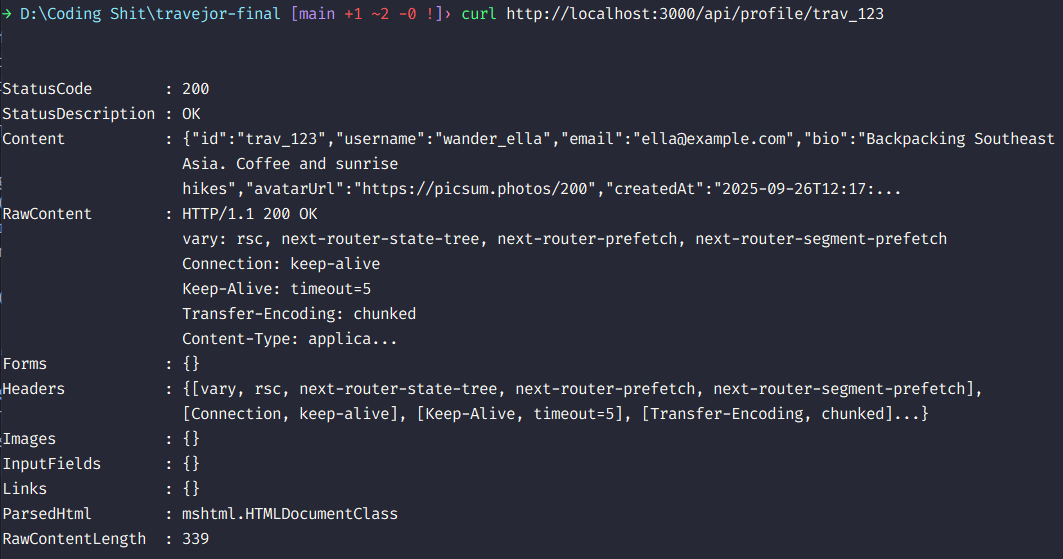 → D:\Coding Shit\travejor-final [main +1 ~2 -0 !]› curl http://localhost:3000/api/profile/trav_123
StatusCode        : 200
StatusDescription : OK
Content           : {"id":"trav_123","username":"wander_ella","email":"ella@example.com","bio":"Backpacking Southeast
                    Asia. Coffee and sunrise
                    hikes","avatarUrl":"https://picsum.photos/200","createdAt":"2025-09-26T12:17:...
RawContent        : HTTP/1.1 200 OK
                    vary: rsc, next-router-state-tree, next-router-prefetch, next-router-segment-prefetch
                    Connection: keep-alive
                    Keep-Alive: timeout=5
                    Transfer-Encoding: chunked
                    Content-Type: applica...
Forms             : {}
Headers           : {[vary, rsc, next-router-state-tree, next-router-prefetch, next-router-segment-prefetch],
                    [Connection, keep-alive], [Keep-Alive, timeout=5], [Transfer-Encoding, chunked]...}
Images            : {}
InputFields       : {}
Links             : {}
ParsedHtml        : mshtml.HTMLDocumentClass
RawContentLength  : 339